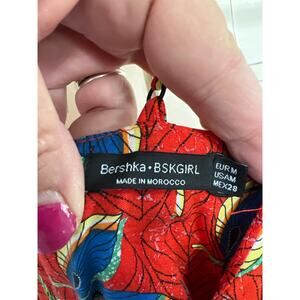 Bershka • BSKGIRL
MADE IN MOROCCO
EUR M
USA M
MEX 28